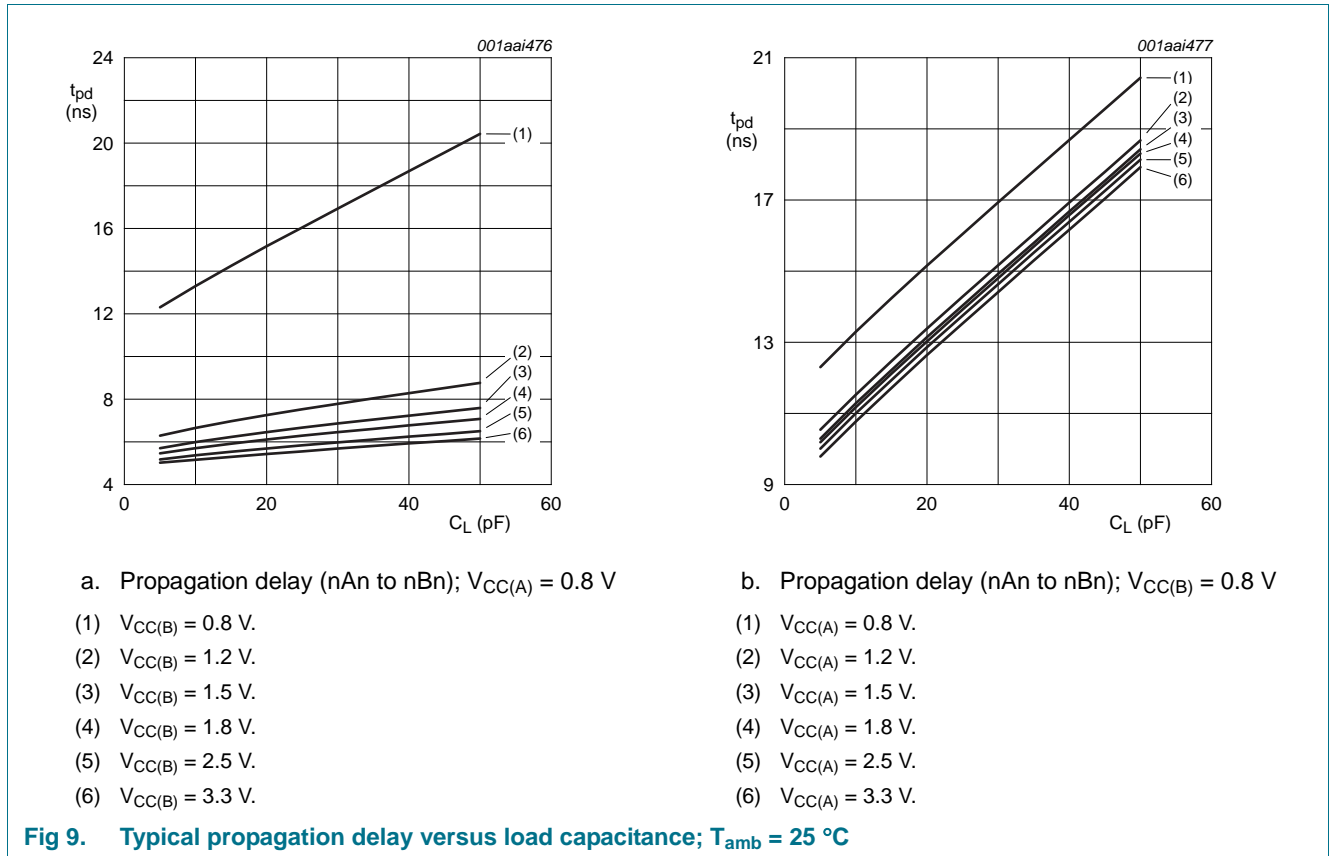 001aai476
24
t_pd
(ns)
20
16
12
8
4
0
20
40
60
C_L (pF)
(1)
(2)
(3)
(4)
(5)
(6)
a. Propagation delay (nAn to nBn); V_CC(A) = 0.8 V
(1) V_CC(B) = 0.8 V.
(2) V_CC(B) = 1.2 V.
(3) V_CC(B) = 1.5 V.
(4) V_CC(B) = 1.8 V.
(5) V_CC(B) = 2.5 V.
(6) V_CC(B) = 3.3 V.
001aai477
21
t_pd
(ns)
17
13
9
0
20
40
60
C_L (pF)
(1)
(2)
(3)
(4)
(5)
(6)
b. Propagation delay (nAn to nBn); V_CC(B) = 0.8 V
(1) V_CC(A) = 0.8 V.
(2) V_CC(A) = 1.2 V.
(3) V_CC(A) = 1.5 V.
(4) V_CC(A) = 1.8 V.
(5) V_CC(A) = 2.5 V.
(6) V_CC(A) = 3.3 V.
Fig 9. Typical propagation delay versus load capacitance; T_amb = 25 °C